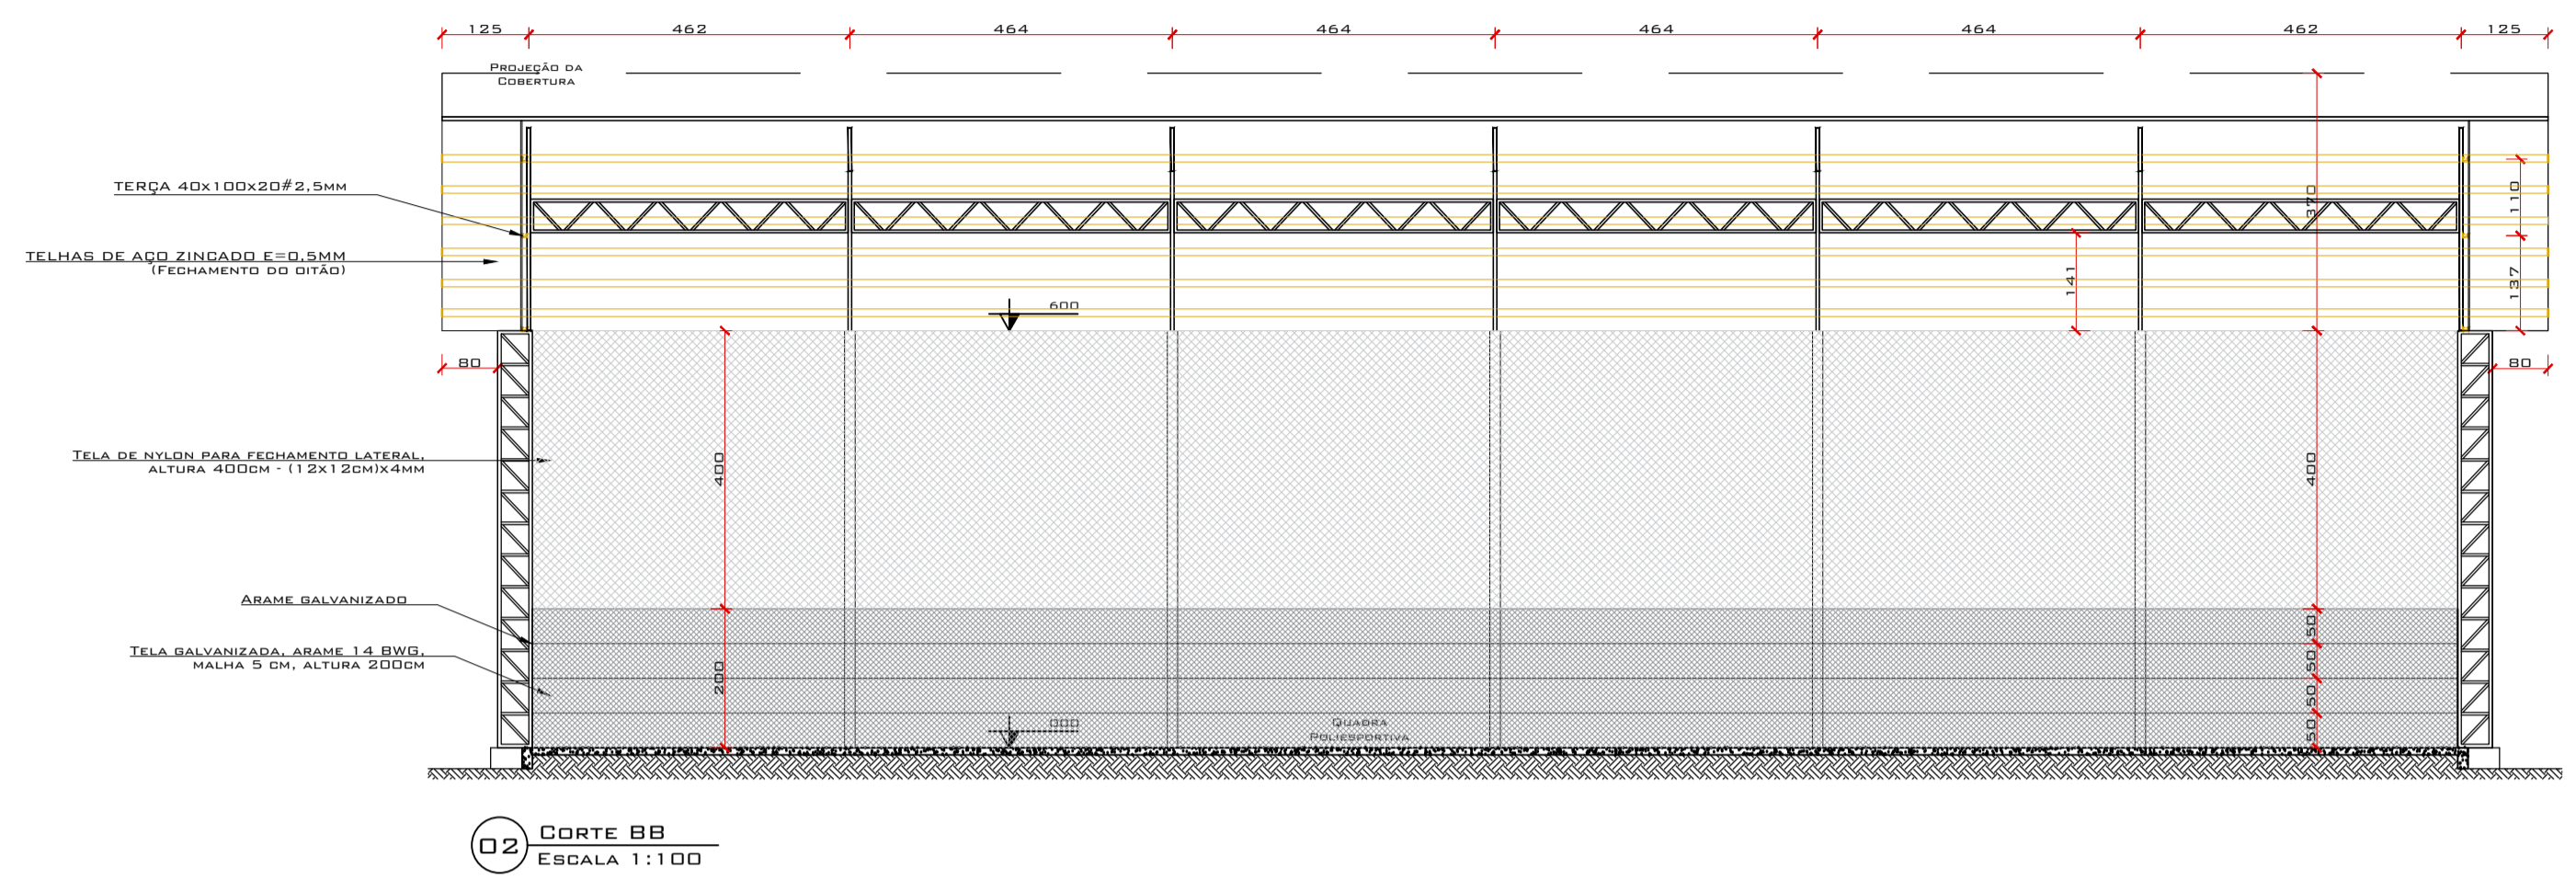 125 462 464 464 464 464 462 125
PROJEÇÃO DA
COBERTURA
TERÇA 40x100x20#2,5MM
370
110
TELHAS DE AÇO ZINCADO E=0,5MM
(FECHAMENTO DO OITÃO)
141
137
600
80
80
TELA DE NYLON PARA FECHAMENTO LATERAL,
ALTURA 400CM - (12x12CM)x4MM
400
400
ARAME GALVANIZADO
TELA GALVANIZADA, ARAME 14 BWG,
MALHA 5 CM, ALTURA 200CM
200
50
50
50
50
000
QUADRA
POLIESPORTIVA
02
CORTE BB
ESCALA 1:100